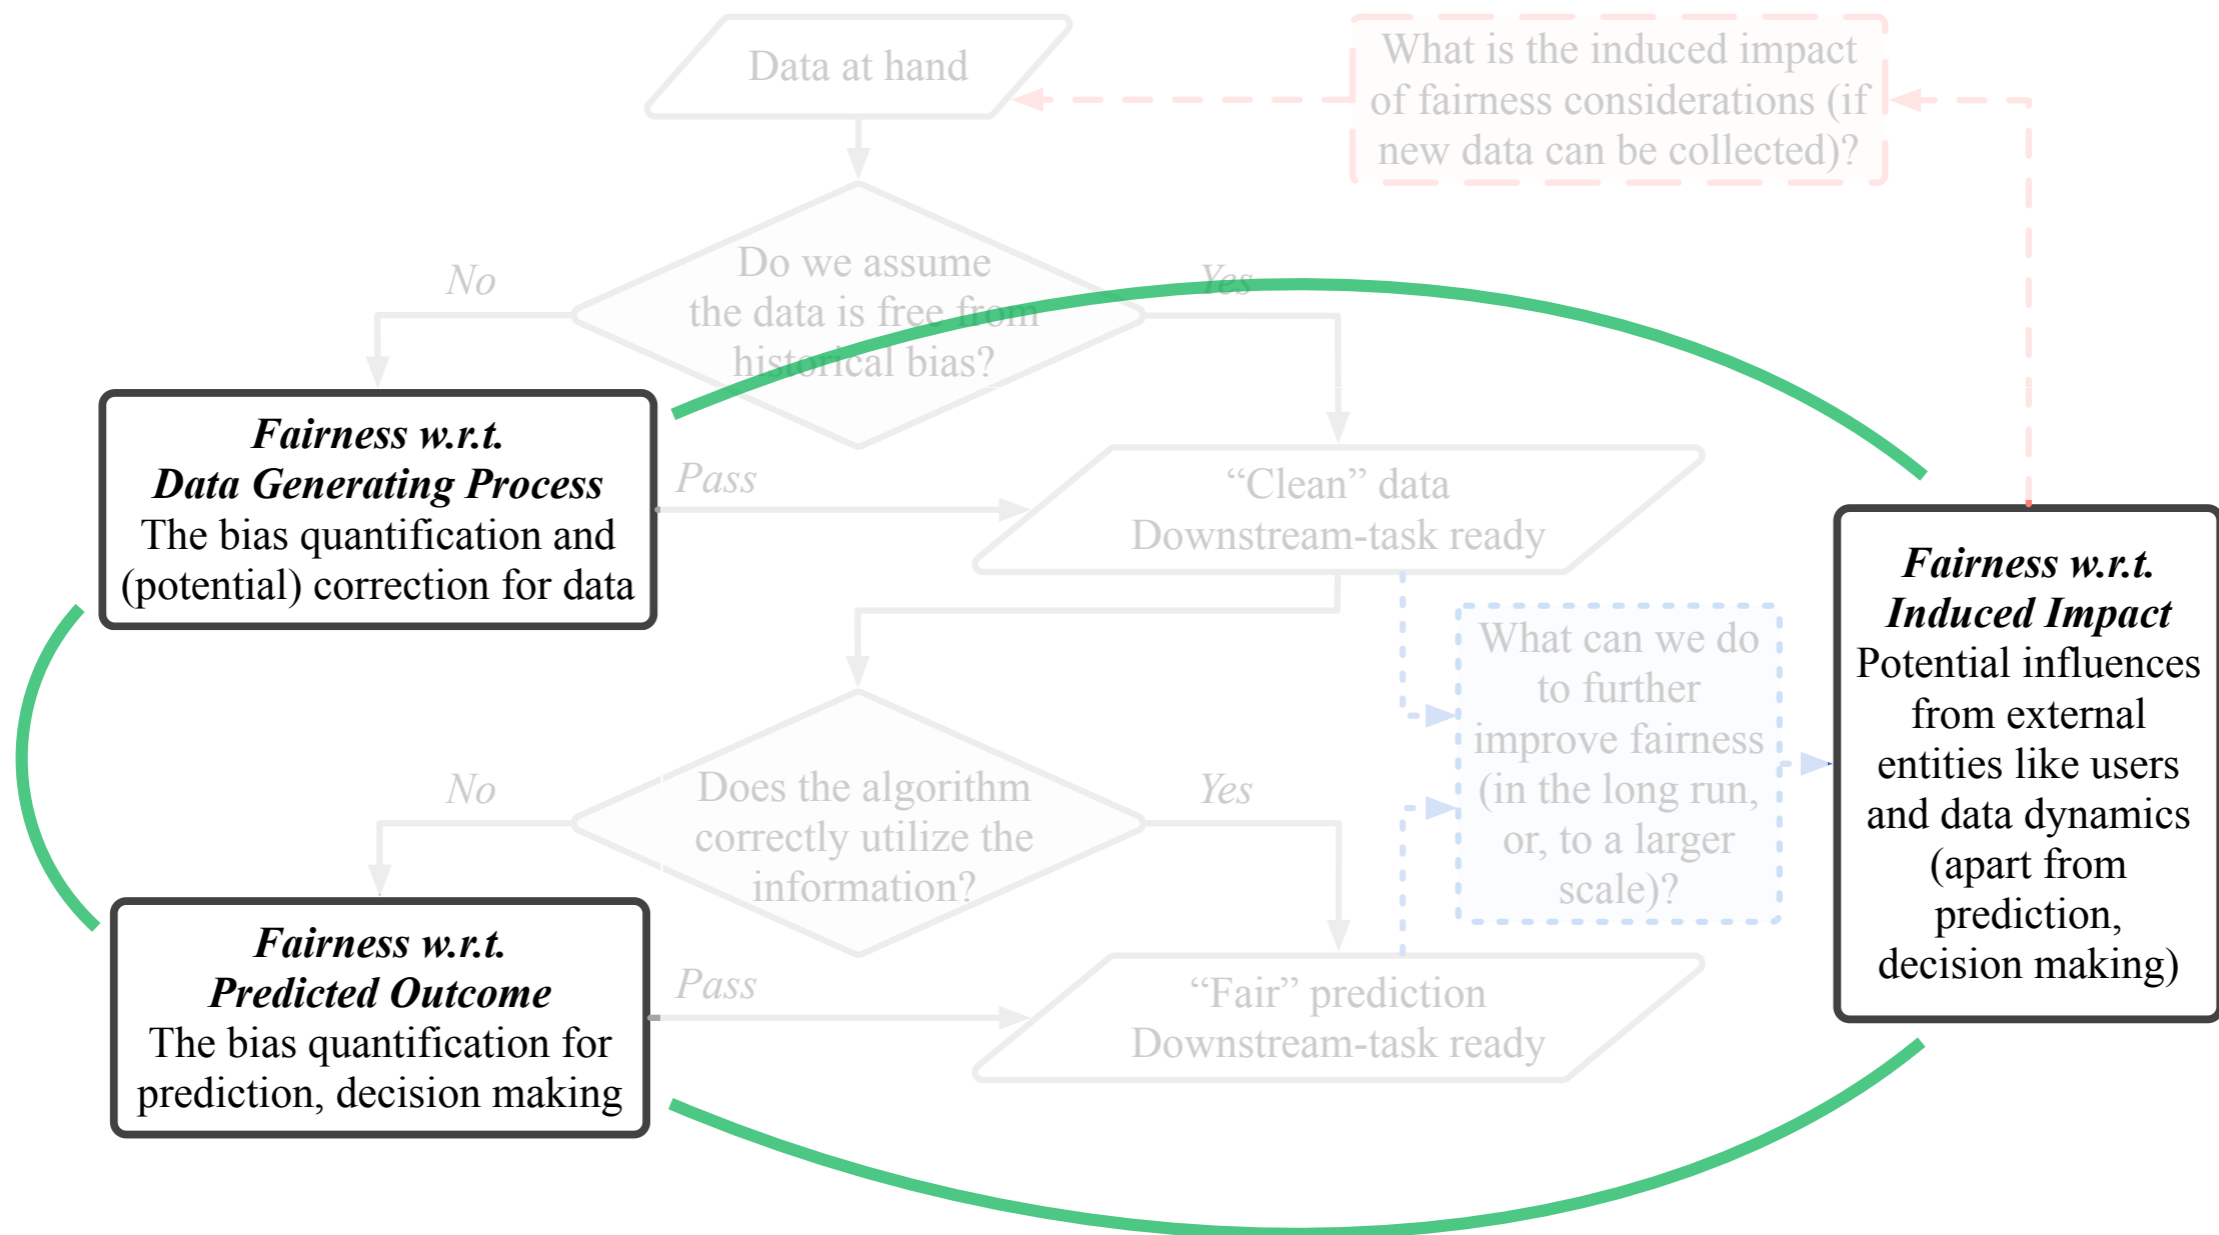 Data at hand
What is the induced impact
of fairness considerations (if
new data can be collected)?
Do we assume
the data is free from
historical bias?
No
Yes
Fairness w.r.t.
Data Generating Process
The bias quantification and
(potential) correction for data
Pass
“Clean” data
Downstream-task ready
What can we do
to further
improve fairness
(in the long run,
or, to a larger
scale)?
Fairness w.r.t.
Induced Impact
Potential influences
from external
entities like users
and data dynamics
(apart from
prediction,
decision making)
Does the algorithm
correctly utilize the
information?
No
Yes
Fairness w.r.t.
Predicted Outcome
The bias quantification for
prediction, decision making
Pass
“Fair” prediction
Downstream-task ready